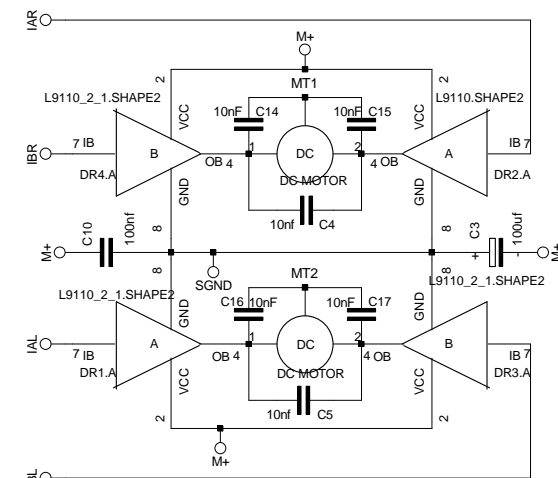 IAR
M+
2
2
L9110_2_1.SHAPE2
VCC
MT1
VCC
L9110.SHAPE2
10nF
C14
10nF
C15
IBR
7
IB
B
OB
4
1
DC
2
4
OB
A
IB
7
DR4.A
DC MOTOR
DR2.A
GND
GND
10nf
C4
M+
C10
100nf
8
8
C3
100uf
+
-
M+
SGND
8
8
L9110_2_1.SHAPE2
L9110_2_1.SHAPE2
GND
MT2
GND
C16
10nF
10nF
C17
IAL
7
IB
A
OB
4
1
DC
2
4
OB
B
IB
7
DR1.A
DC MOTOR
DR3.A
VCC
VCC
10nf
C5
2
2
M+